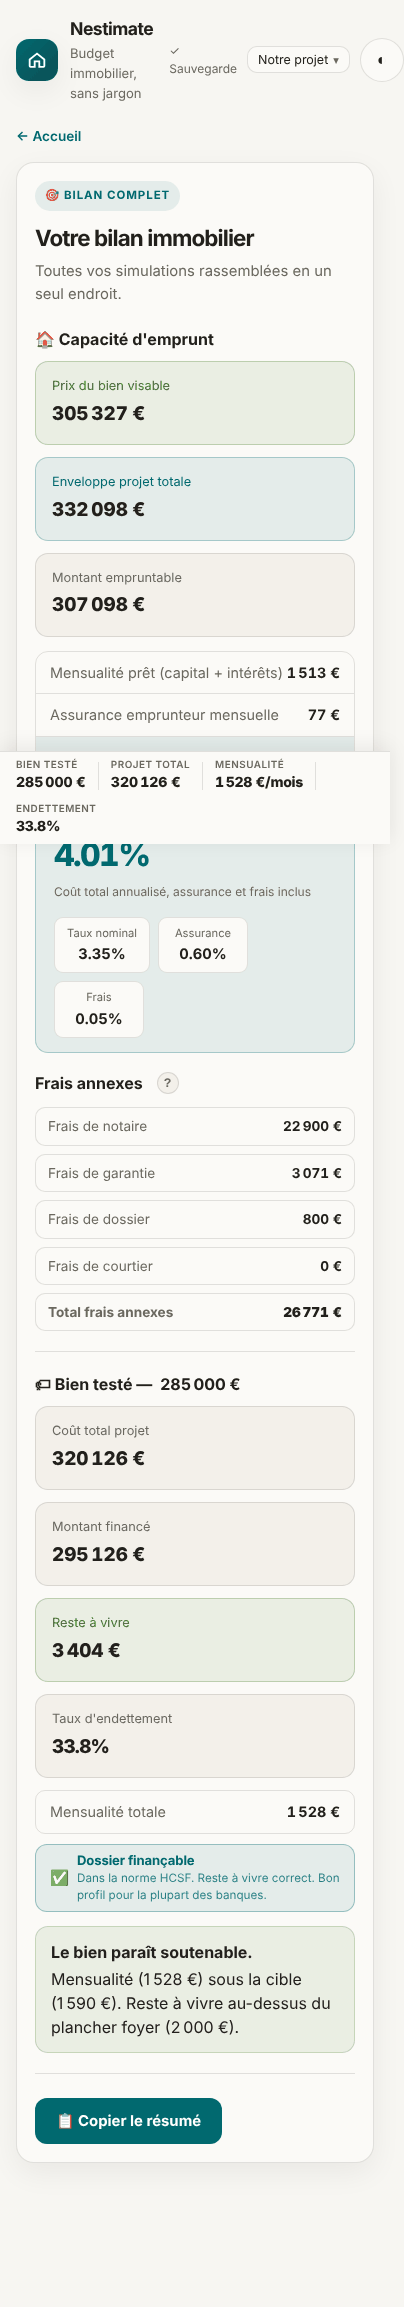 Nestimate
Budget
immobilier,
sans jargon
✓
Sauvegarde
Notre projet ▾
← Accueil
🎯 BILAN COMPLET
Votre bilan immobilier
Toutes vos simulations rassemblées en un
seul endroit.
🏠 Capacité d'emprunt
Prix du bien visable
305 327 €
Enveloppe projet totale
332 098 €
Montant empruntable
307 098 €
Mensualité prêt (capital + intérêts) 1 513 €
Assurance emprunteur mensuelle 77 €
BIEN TESTÉ
285 000 €
PROJET TOTAL
320 126 €
MENSUALITÉ
1 528 €/mois
ENDETTEMENT
33.8%
4.01%
Coût total annualisé, assurance et frais inclus
Taux nominal
3.35%
Assurance
0.60%
Frais
0.05%
Frais annexes ?
Frais de notaire 22 900 €
Frais de garantie 3 071 €
Frais de dossier 800 €
Frais de courtier 0 €
Total frais annexes 26 771 €
🏷 Bien testé — 285 000 €
Coût total projet
320 126 €
Montant financé
295 126 €
Reste à vivre
3 404 €
Taux d'endettement
33.8%
Mensualité totale 1 528 €
✅ Dossier finançable
Dans la norme HCSF. Reste à vivre correct. Bon
profil pour la plupart des banques.
Le bien paraît soutenable.
Mensualité (1 528 €) sous la cible
(1 590 €). Reste à vivre au-dessus du
plancher foyer (2 000 €).
📋 Copier le résumé